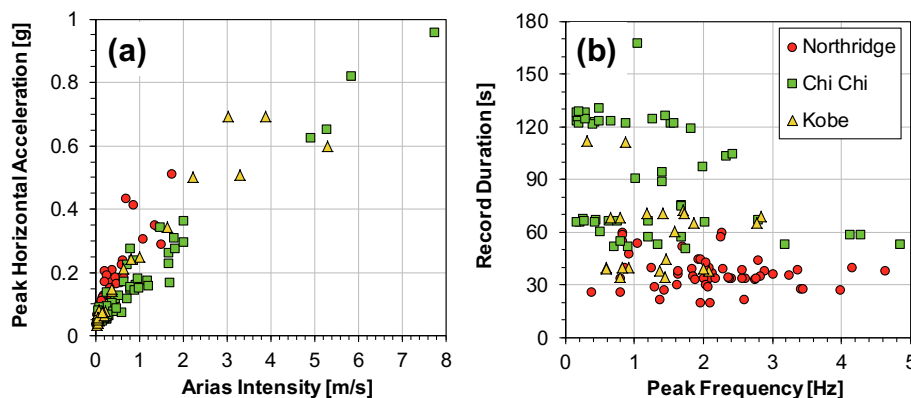 (a)
Peak Horizontal Acceleration [g]
1
0.8
0.6
0.4
0.2
0
0 1 2 3 4 5 6 7 8
Arias Intensity [m/s]
(b)
Northridge
Chi Chi
Kobe
Record Duration [s]
180
150
120
90
60
30
0
0 1 2 3 4 5
Peak Frequency [Hz]